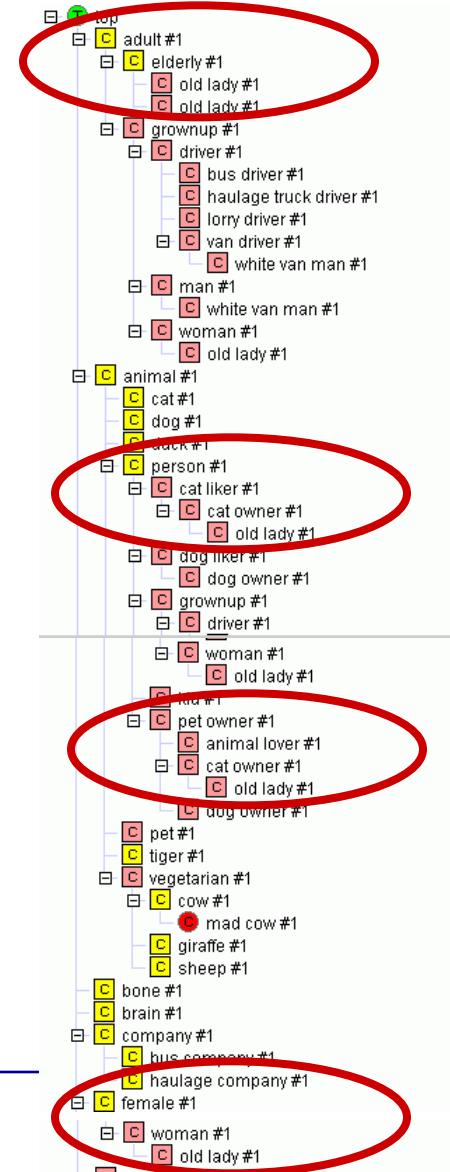 top
C adult #1
C elderly #1
C old lady #1
C old lady #1
C grownup #1
C driver #1
C bus driver #1
C haulage truck driver #1
C lorry driver #1
C van driver #1
C white van man #1
C man #1
C white van man #1
C woman #1
C old lady #1
C animal #1
C cat #1
C dog #1
C duck #1
C person #1
C cat liker #1
C cat owner #1
C old lady #1
C dog liker #1
C dog owner #1
C grownup #1
C driver #1
C woman #1
C old lady #1
C kid #1
C pet owner #1
C animal lover #1
C cat owner #1
C old lady #1
C dog owner #1
C pet #1
C tiger #1
C vegetarian #1
C cow #1
C mad cow #1
C giraffe #1
C sheep #1
C bone #1
C brain #1
C company #1
C bus company #1
C haulage company #1
C female #1
C woman #1
C old lady #1